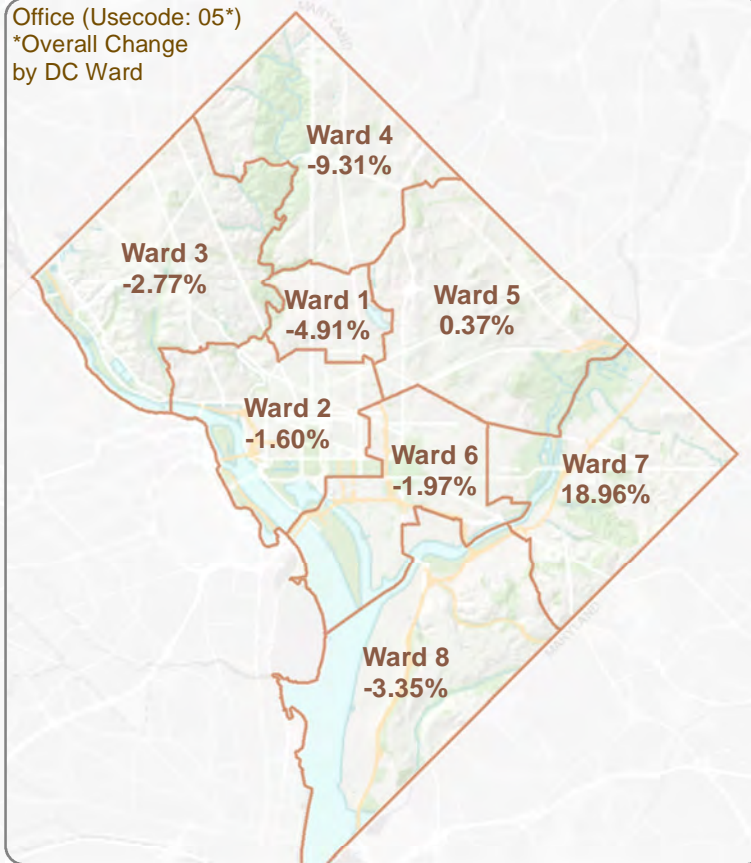 Office (Usecode: 05*)
*Overall Change
by DC Ward
MARYLAND
Ward 4
-9.31%
Ward 3
-2.77%
Ward 1
-4.91%
Ward 5
0.37%
Ward 2
-1.60%
Ward 6
-1.97%
Ward 7
18.96%
MARYLAND
Ward 8
-3.35%